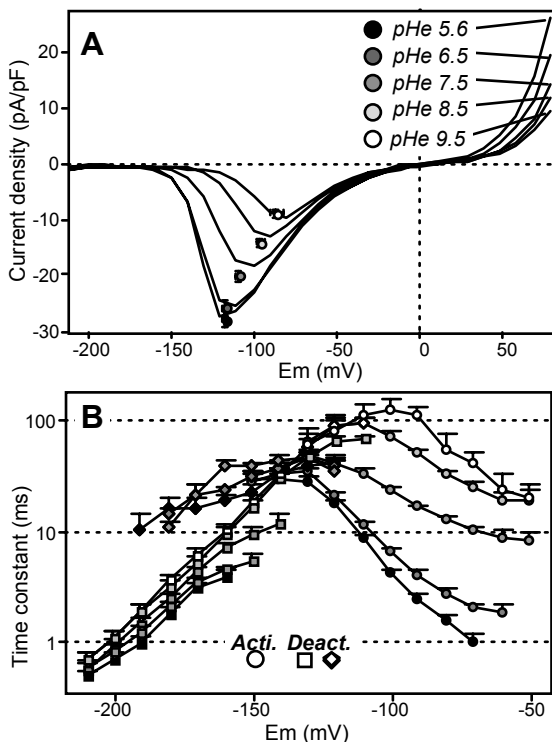 A
pHe 5.6
pHe 6.5
pHe 7.5
pHe 8.5
pHe 9.5
Current density (pA/pF)
20
10
0
-10
-20
-30
-200
-150
-100
-50
0
50
Em (mV)
B
Time constant (ms)
100
10
1
Acti. Deact.
-200
-150
-100
-50
Em (mV)